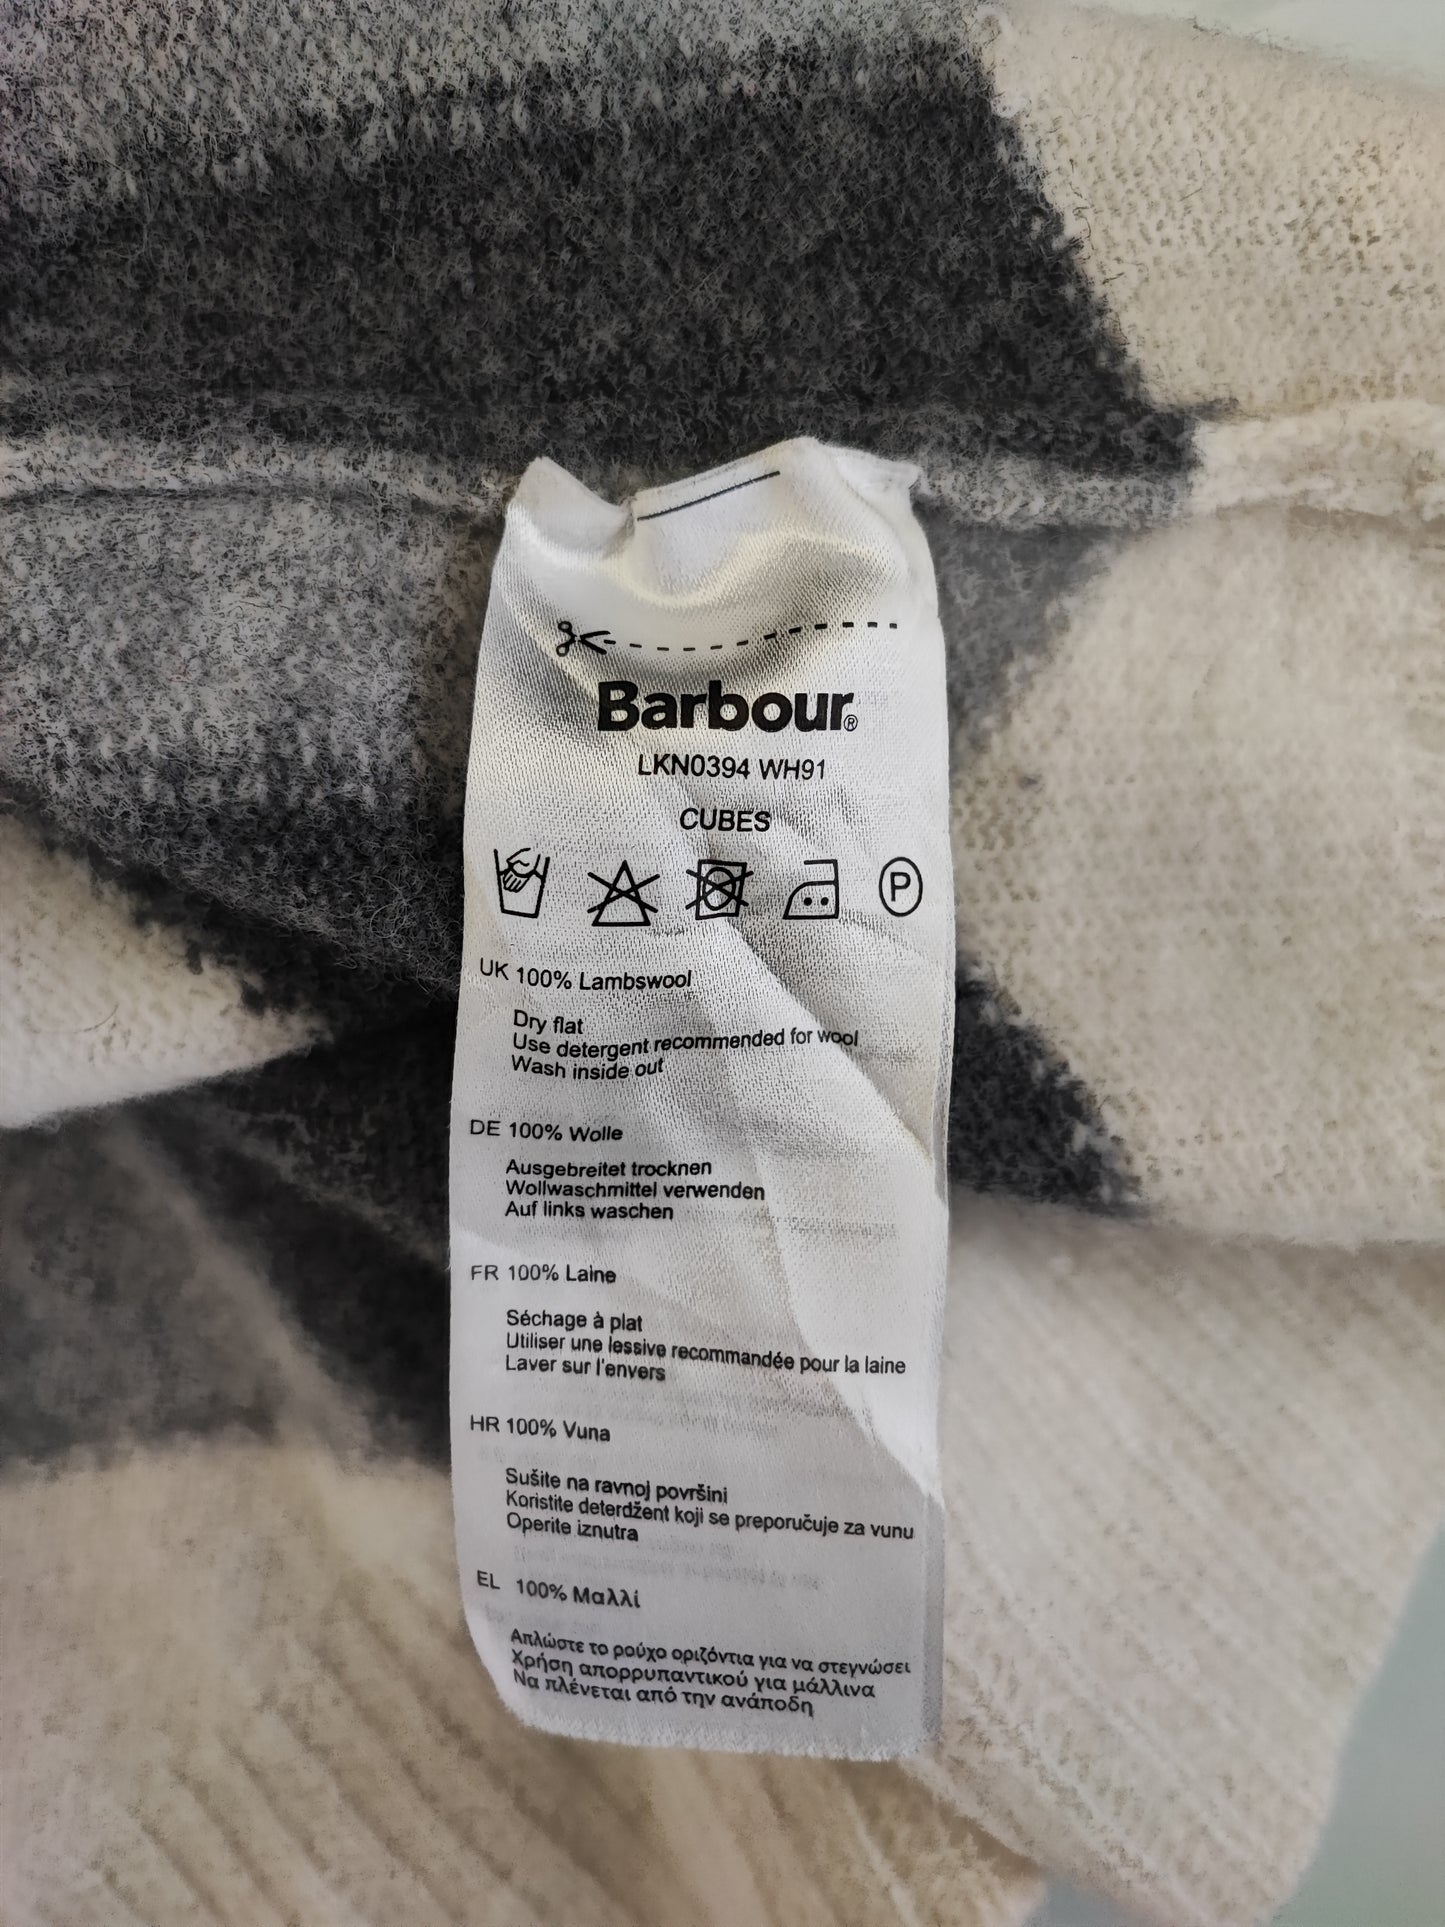 Barbour®
LKN0394 WH91
CUBES
P
UK 100% Lambswool
Dry flat
Use detergent recommended for wool
Wash inside out
DE 100% Wolle
Ausgebreitet trocknen
Wollwaschmittel verwenden
Auf links waschen
FR 100% Laine
Séchage à plat
Utiliser une lessive recommandée pour la laine
Laver sur l'envers
HR 100% Vuna
Sušite na ravnoj površini
Koristite deterdžent koji se preporučuje za vunu
Operite iznutra
EL 100% Μαλλί
Απλώστε το ρούχο οριζόντια για να στεγνώσει
Χρήση απορρυπαντικού για μάλλινα
Να πλένεται από την ανάποδη